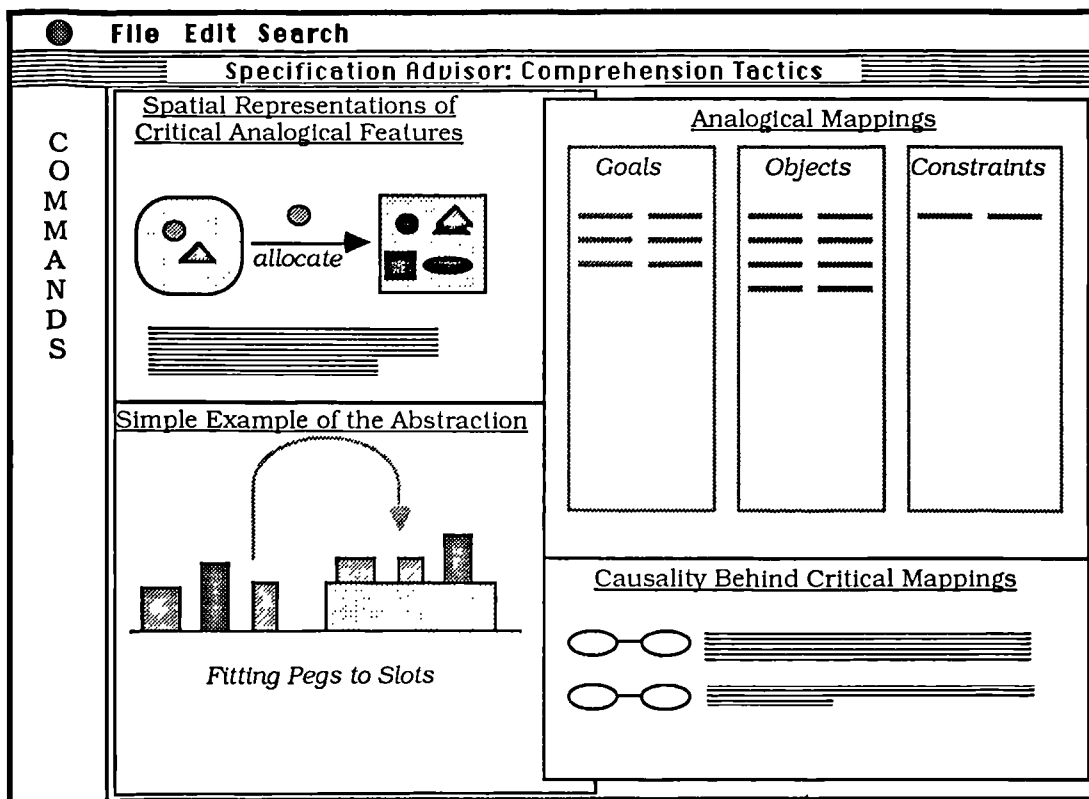 File Edit Search
Specification Advisor: Comprehension Tactics
COMMANDS
Spatial Representations of
Critical Analogical Features
allocate
Simple Example of the Abstraction
Fitting Pegs to Slots
Analogical Mappings
Goals
Objects
Constraints
Causality Behind Critical Mappings